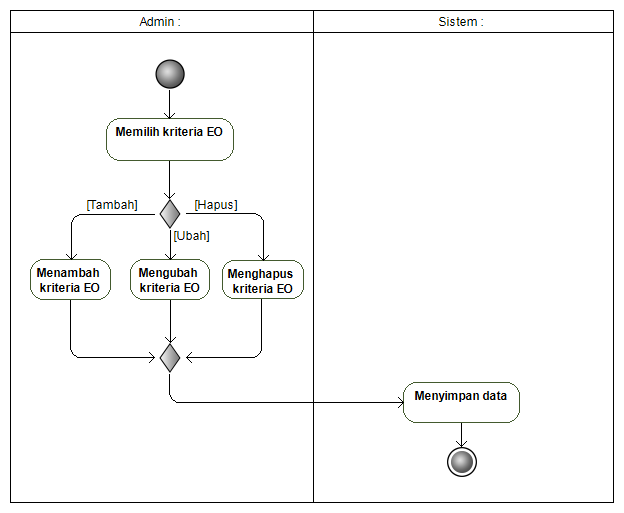 Admin :
Sistem :
Memilih kriteria EO
[Tambah]
[Hapus]
[Ubah]
Menambah
kriteria EO
Mengubah
kriteria EO
Menghapus
kriteria EO
Menyimpan data